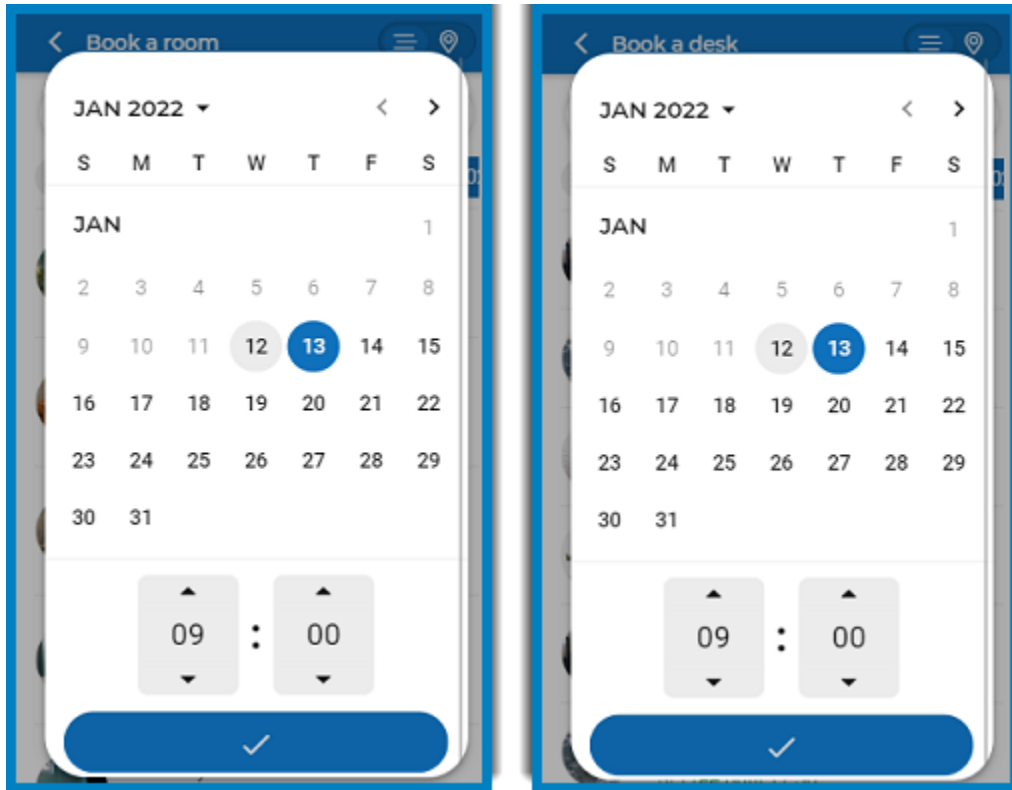 Book a room
JAN 2022
S M T W T F S
JAN 1
2 3 4 5 6 7 8
9 10 11 12 13 14 15
16 17 18 19 20 21 22
23 24 25 26 27 28 29
30 31
09 : 00
Book a desk
JAN 2022
S M T W T F S
JAN 1
2 3 4 5 6 7 8
9 10 11 12 13 14 15
16 17 18 19 20 21 22
23 24 25 26 27 28 29
30 31
09 : 00